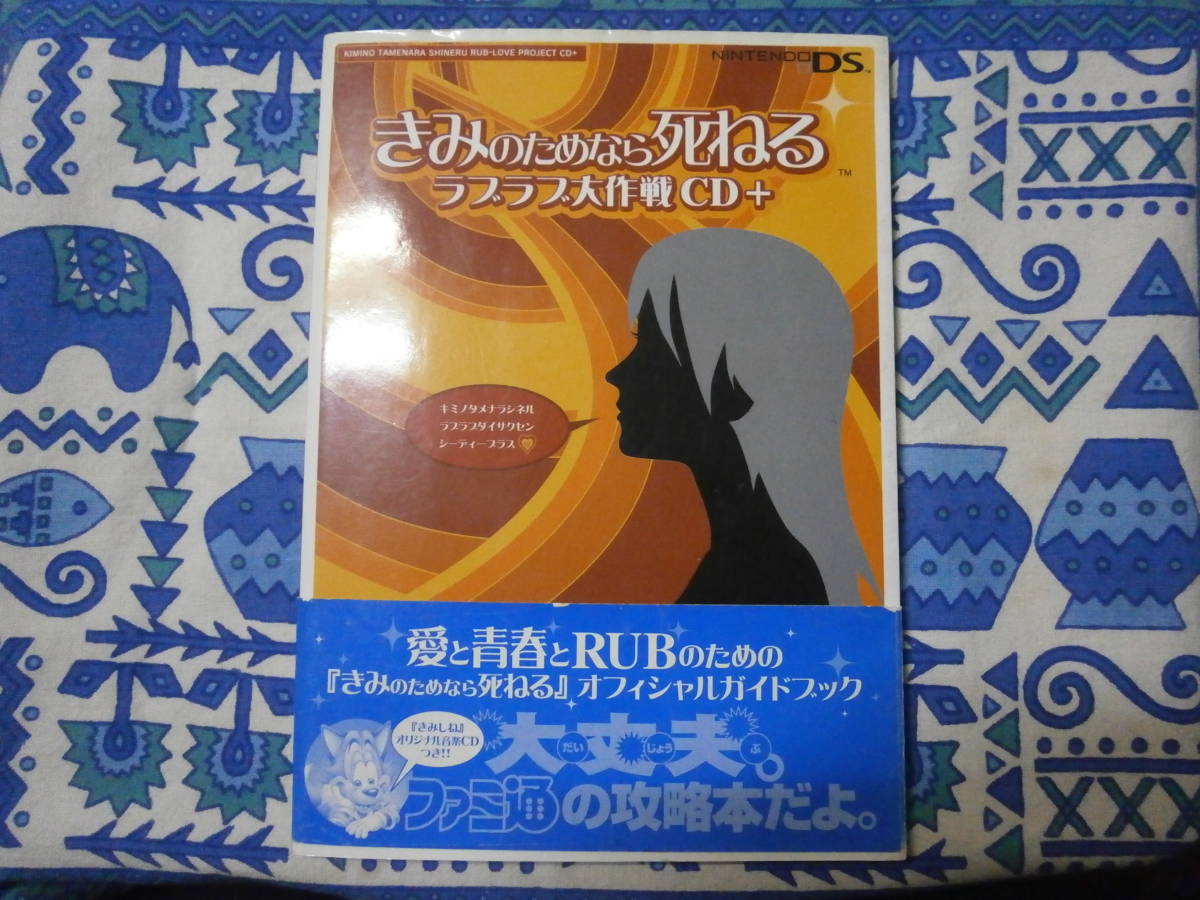 KIMINO TAMENARA SHINERU RUB-LOVE PROJECT CD+
NINTENDO DS™
きみのためなら死ねる™
ラブラブ大作戦 CD+
キミノタメナラシネル
ラブラブダイサクセン
シーディープラス
愛と青春とRUBのための
『きみのためなら死ねる』オフィシャルガイドブック
『きみしね』
オリジナル音楽CD
つき!!
大丈夫。
だい じょう ぶ
ファミ通の攻略本だよ。